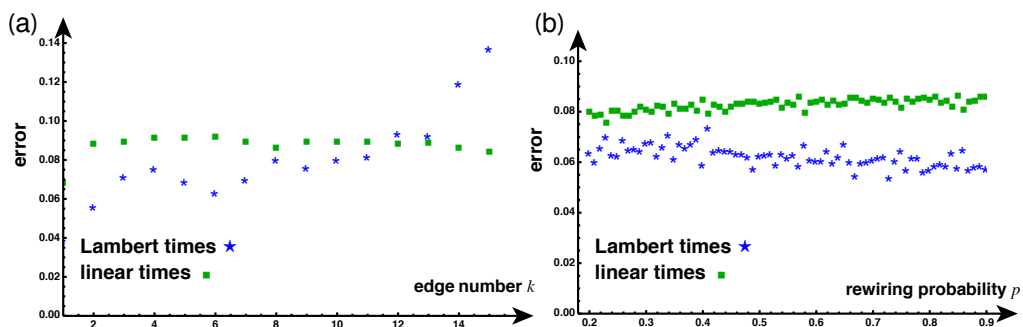 (a)
0.14
0.12
0.10
0.08
0.06
0.04
0.02
0.00
error
Lambert times
linear times
edge number k
2 4 6 8 10 12 14
(b)
0.10
0.08
0.06
0.04
0.02
0.00
error
Lambert times
linear times
rewiring probability p
0.2 0.3 0.4 0.5 0.6 0.7 0.8 0.9